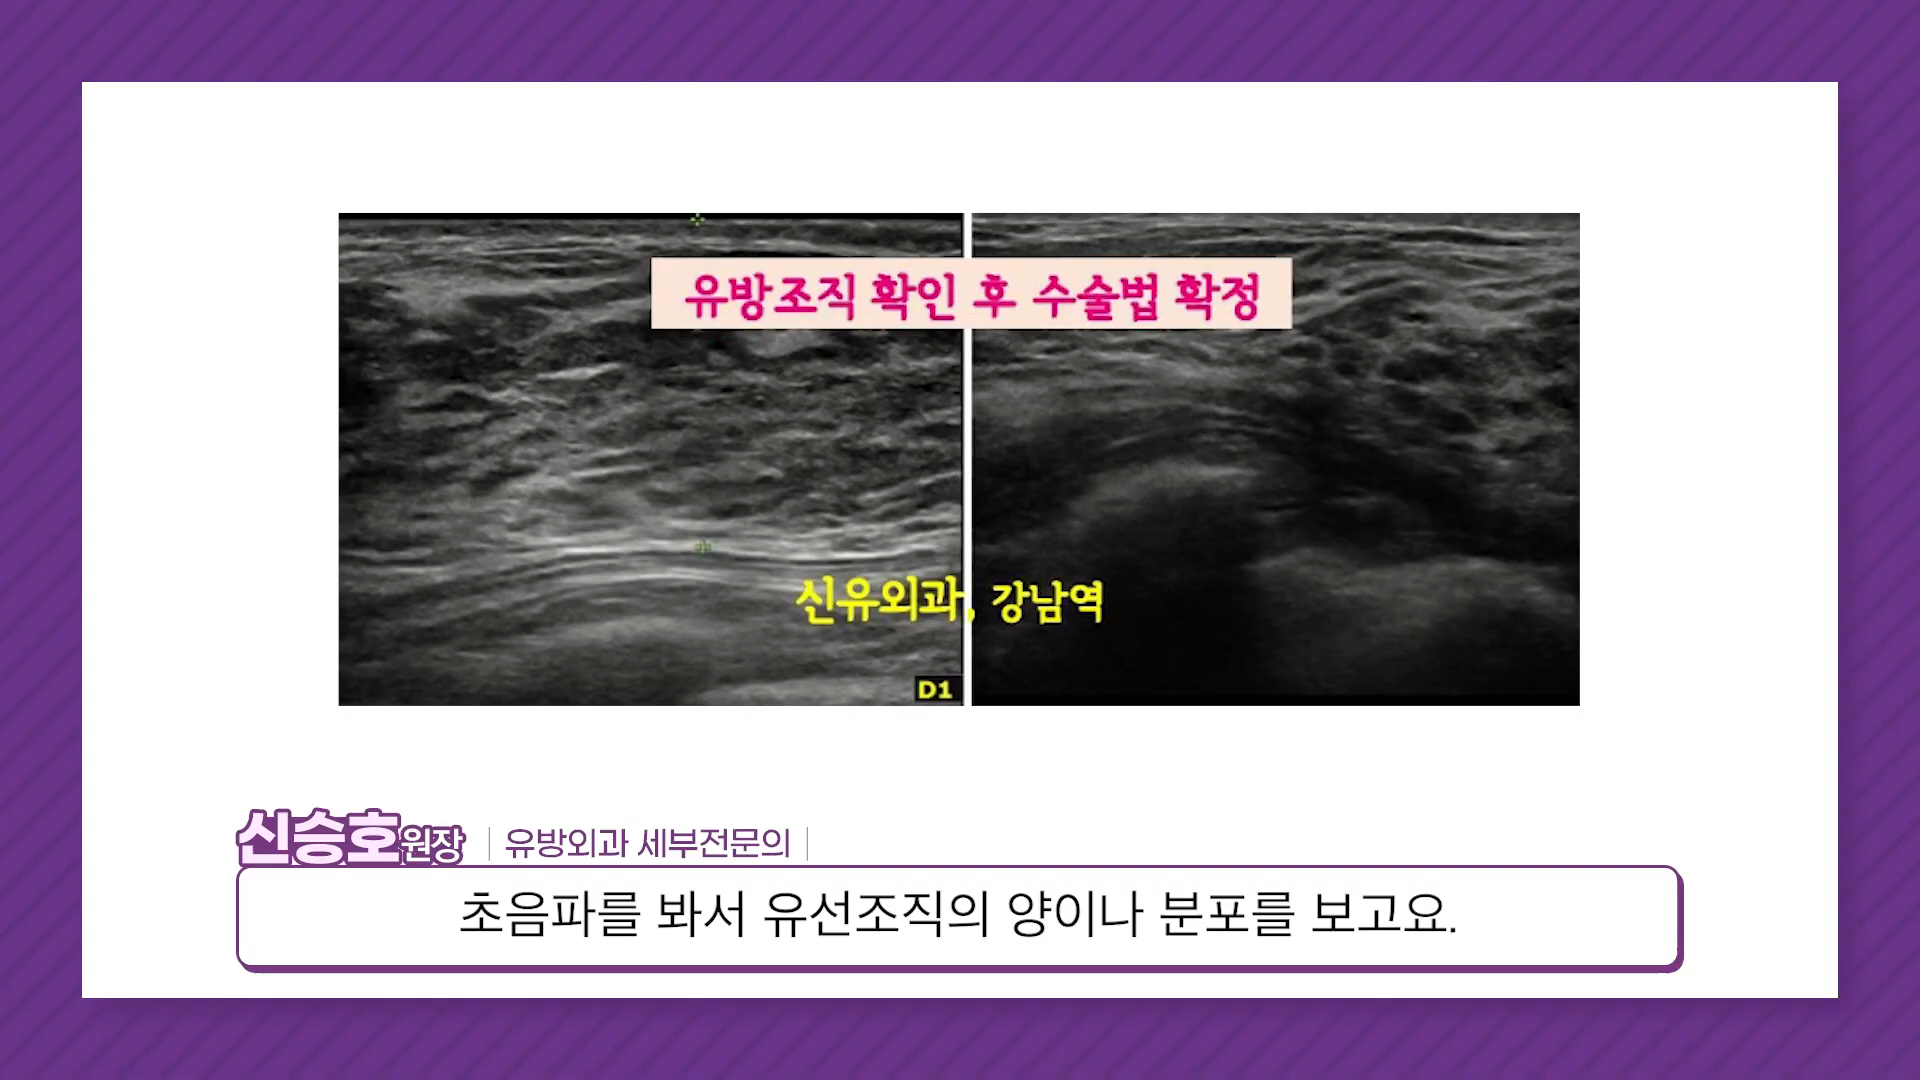 유방조직 확인 후 수술법 확정
신유외과, 강남역
D1
신승호원장 | 유방외과 세부전문의 |
초음파를 봐서 유선조직의 양이나 분포를 보고요.